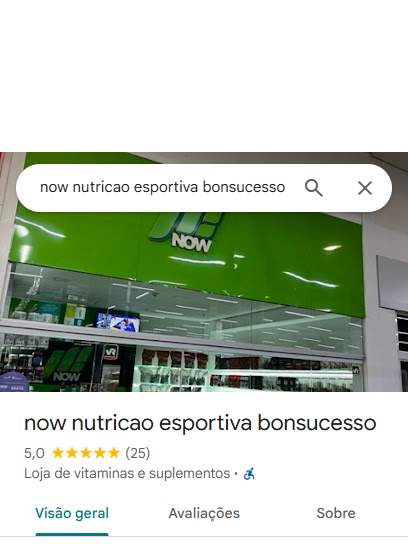 now nutricao esportiva bonsucesso
NOW
VR
NOW
now nutricao esportiva bonsucesso
5,0 (25)
Loja de vitaminas e suplementos ·
Visão geral Avaliações Sobre